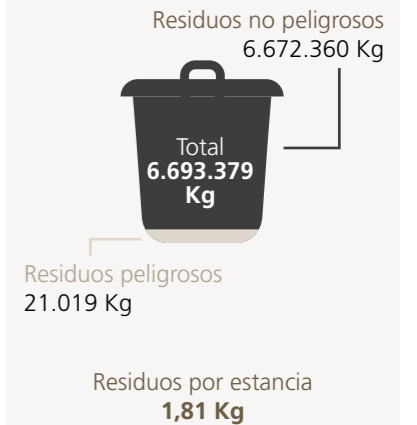 Residuos no peligrosos
6.672.360 Kg
Total
6.693.379
Kg
Residuos peligrosos
21.019 Kg
Residuos por estancia
1,81 Kg